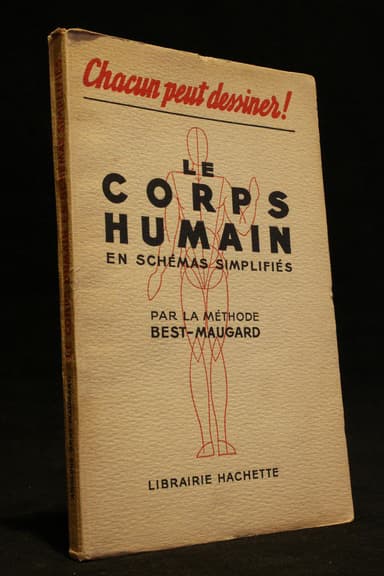 Chacun peut dessiner!
LE
CORPS
HUMAIN
EN SCHÉMAS SIMPLIFIÉS
PAR LA MÉTHODE
BEST-MAUGARD
LIBRAIRIE HACHETTE